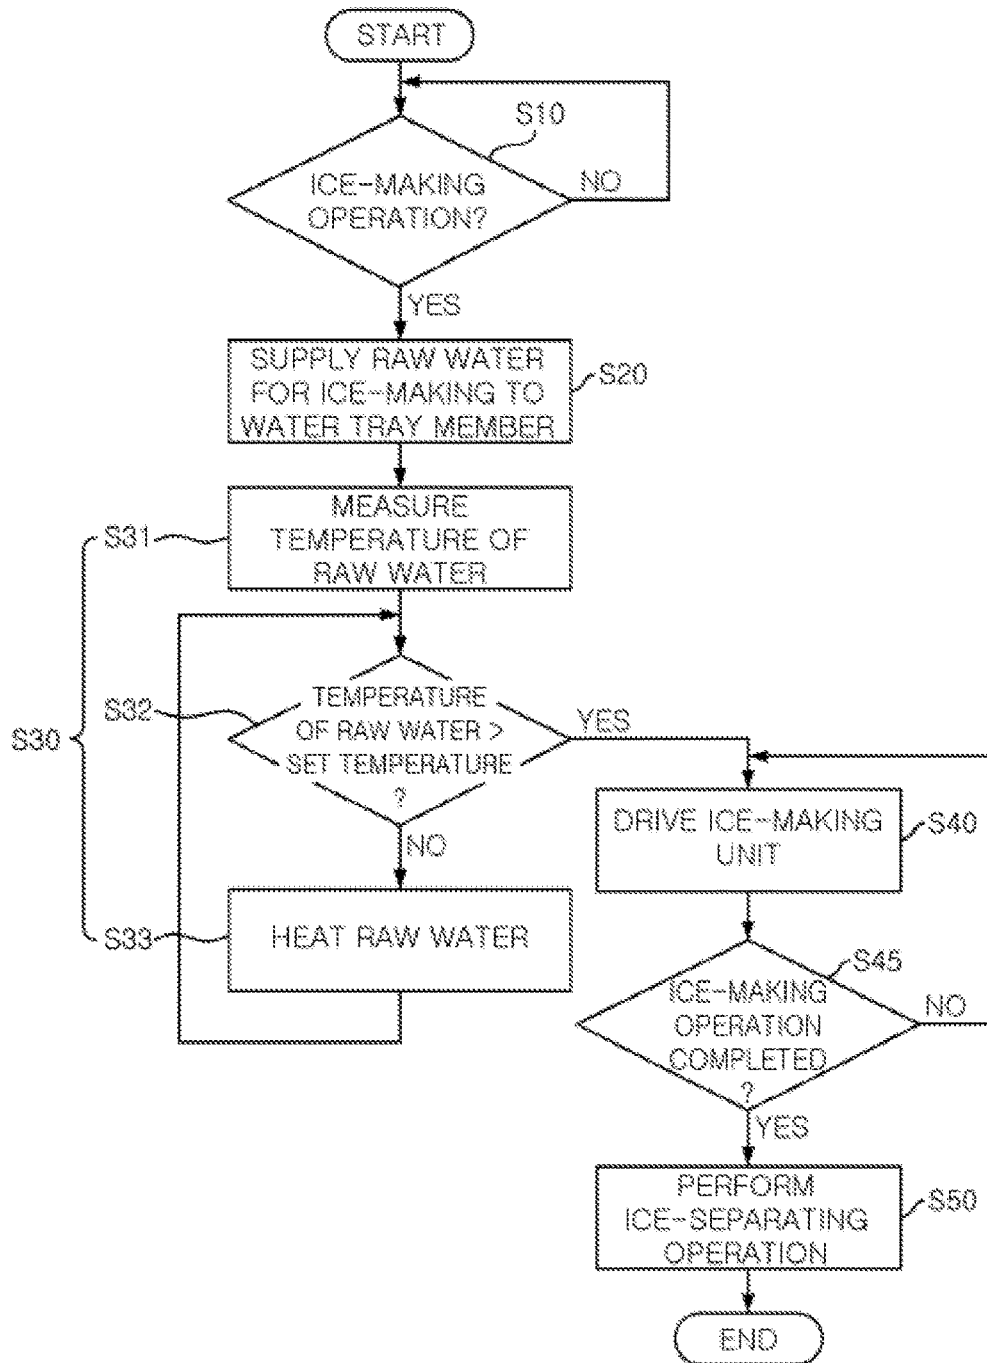 START
S10
ICE-MAKING
OPERATION?
NO
YES
SUPPLY RAW WATER
FOR ICE-MAKING TO
WATER TRAY MEMBER
S20
MEASURE
TEMPERATURE OF
RAW WATER
S31
S30
S32
TEMPERATURE
OF RAW WATER >
SET TEMPERATURE
?
YES
NO
HEAT RAW WATER
S33
DRIVE ICE-MAKING
UNIT
S40
S45
ICE-MAKING
OPERATION
COMPLETED
?
NO
YES
PERFORM
ICE-SEPARATING
OPERATION
S50
END